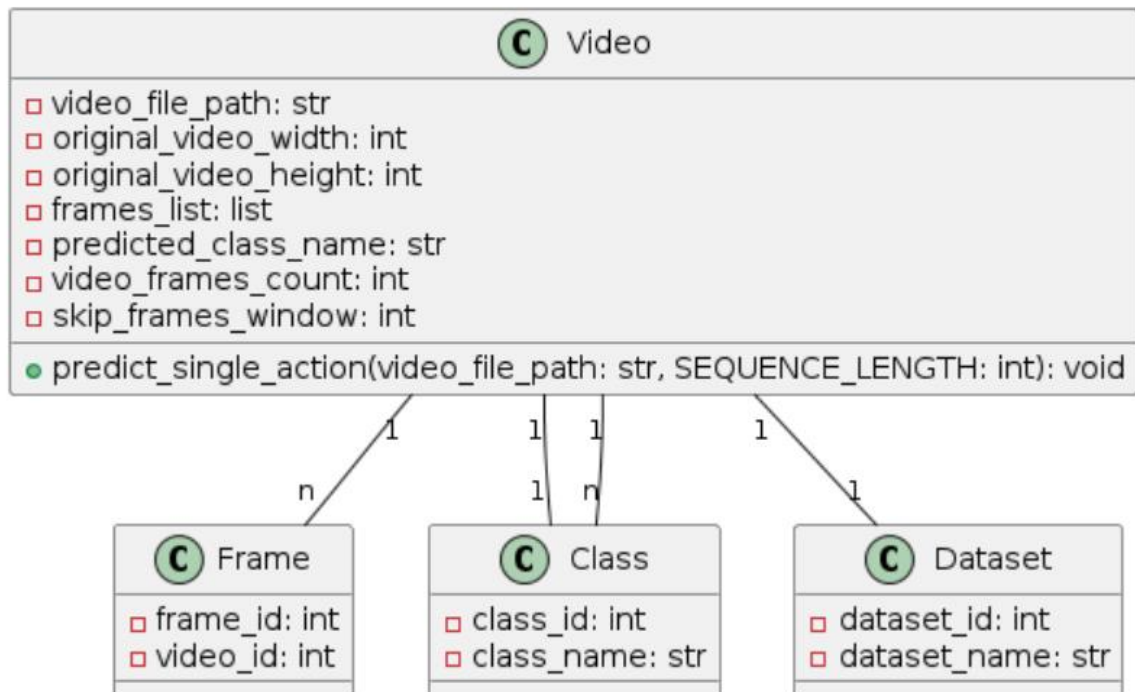 C Video
video_file_path: str
original_video_width: int
original_video_height: int
frames_list: list
predicted_class_name: str
video_frames_count: int
skip_frames_window: int
predict_single_action(video_file_path: str, SEQUENCE_LENGTH: int): void
1 1 1 1
n 1 n 1
C Frame C Class C Dataset
frame_id: int class_id: int dataset_id: int
video_id: int class_name: str dataset_name: str